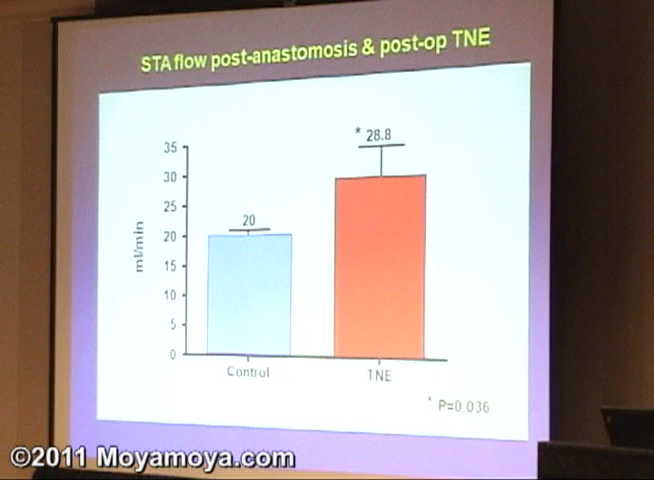 STA flow post-anastomosis & post-op TNE
* 28.8
35
30
25
20
15
10
5
0
ml/min
20
Control
TNE
* P=0.036
©2011 Moyamoya.com